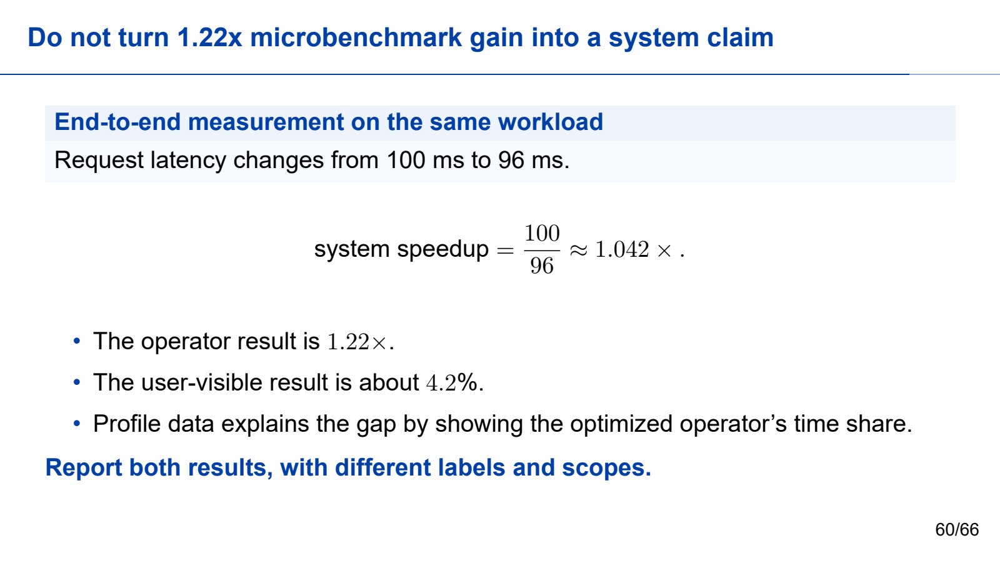 Do not turn 1.22x microbenchmark gain into a system claim
End-to-end measurement on the same workload
Request latency changes from 100 ms to 96 ms.
system speedup = 100/96 ≈ 1.042 × .
• The operator result is 1.22×.
• The user-visible result is about 4.2%.
• Profile data explains the gap by showing the optimized operator’s time share.
Report both results, with different labels and scopes.
60/66